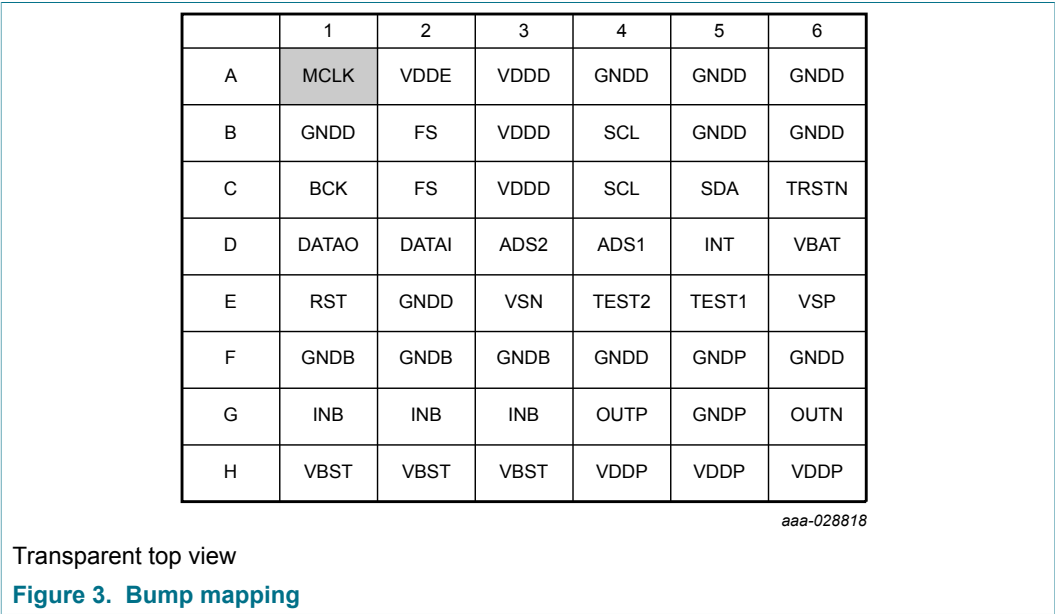 1 2 3 4 5 6
A MCLK VDDE VDDD GNDD GNDD GNDD
B GNDD FS VDDD SCL GNDD GNDD
C BCK FS VDDD SCL SDA TRSTN
D DATAO DATAI ADS2 ADS1 INT VBAT
E RST GNDD VSN TEST2 TEST1 VSP
F GNDB GNDB GNDB GNDD GNDP GNDD
G INB INB INB OUTP GNDP OUTN
H VBST VBST VBST VDDP VDDP VDDP
aaa-028818
Transparent top view
Figure 3. Bump mapping